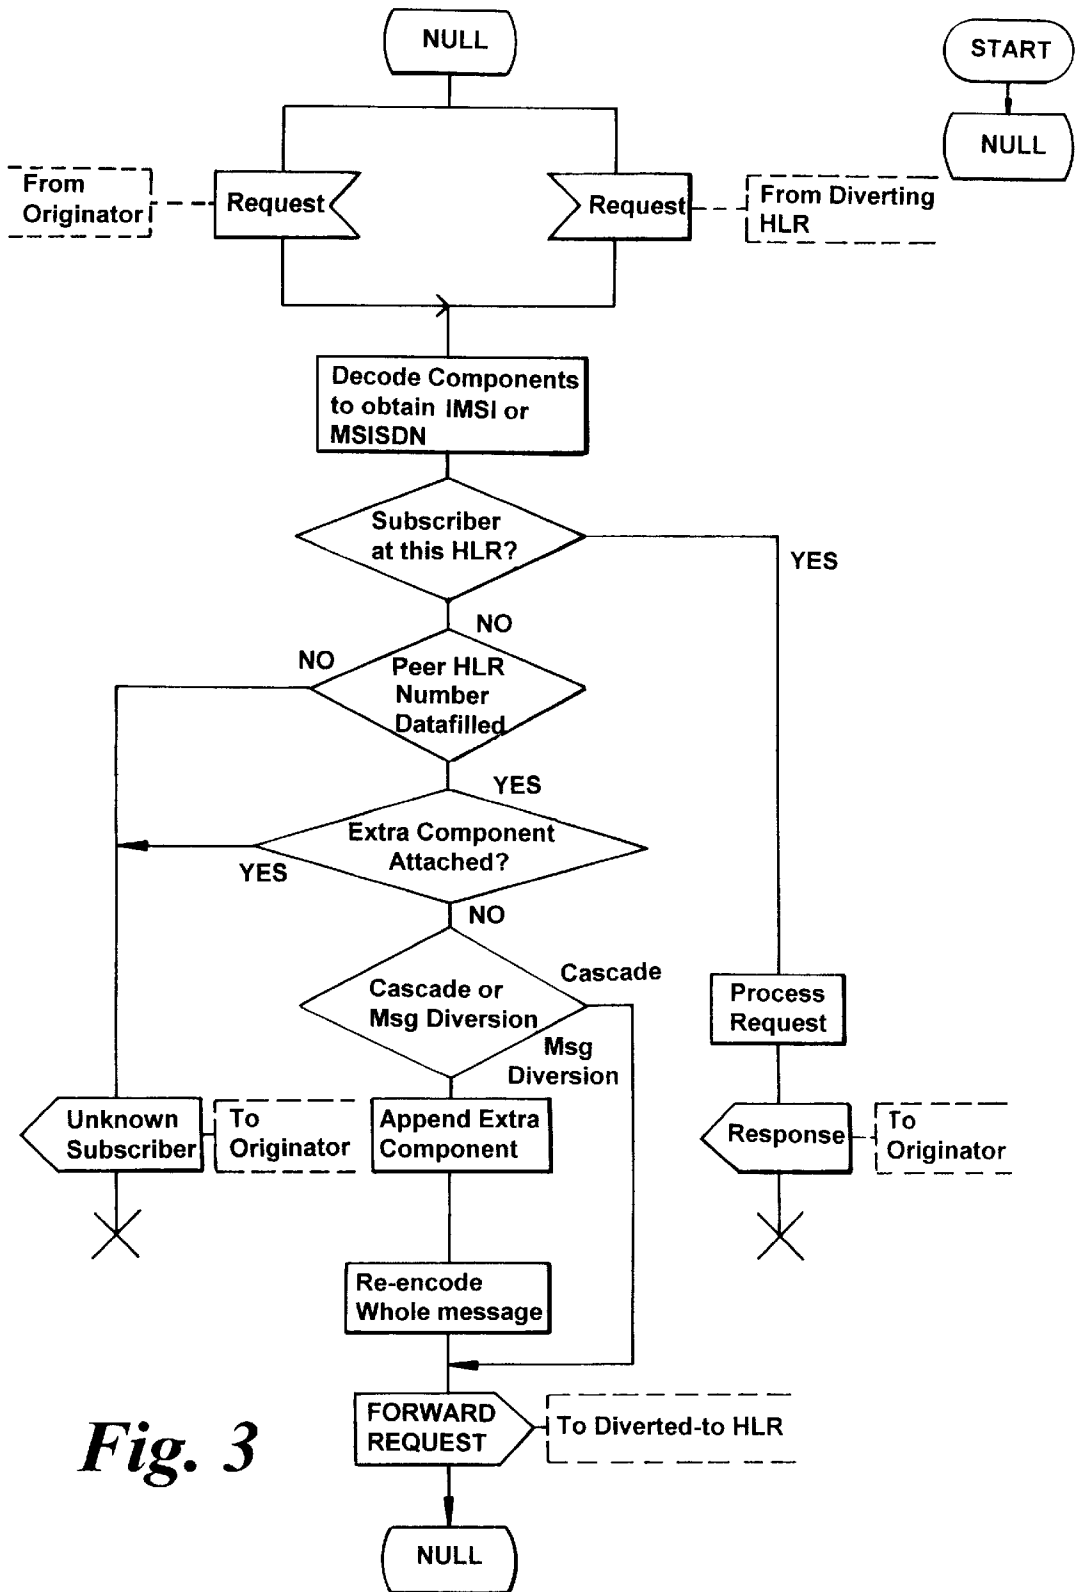 NULL
START
NULL
From
Originator
Request
Request
From Diverting
HLR
Decode Components
to obtain IMSI or
MSISDN
Subscriber
at this HLR?
YES
NO
NO
Peer HLR
Number
Datafilled
YES
Extra Component
Attached?
YES
NO
Cascade
Cascade or
Msg Diversion
Msg
Diversion
Process
Request
Unknown
Subscriber
To
Originator
Append Extra
Component
Response
To
Originator
Re-encode
Whole message
FORWARD
REQUEST
To Diverted-to HLR
Fig. 3
NULL